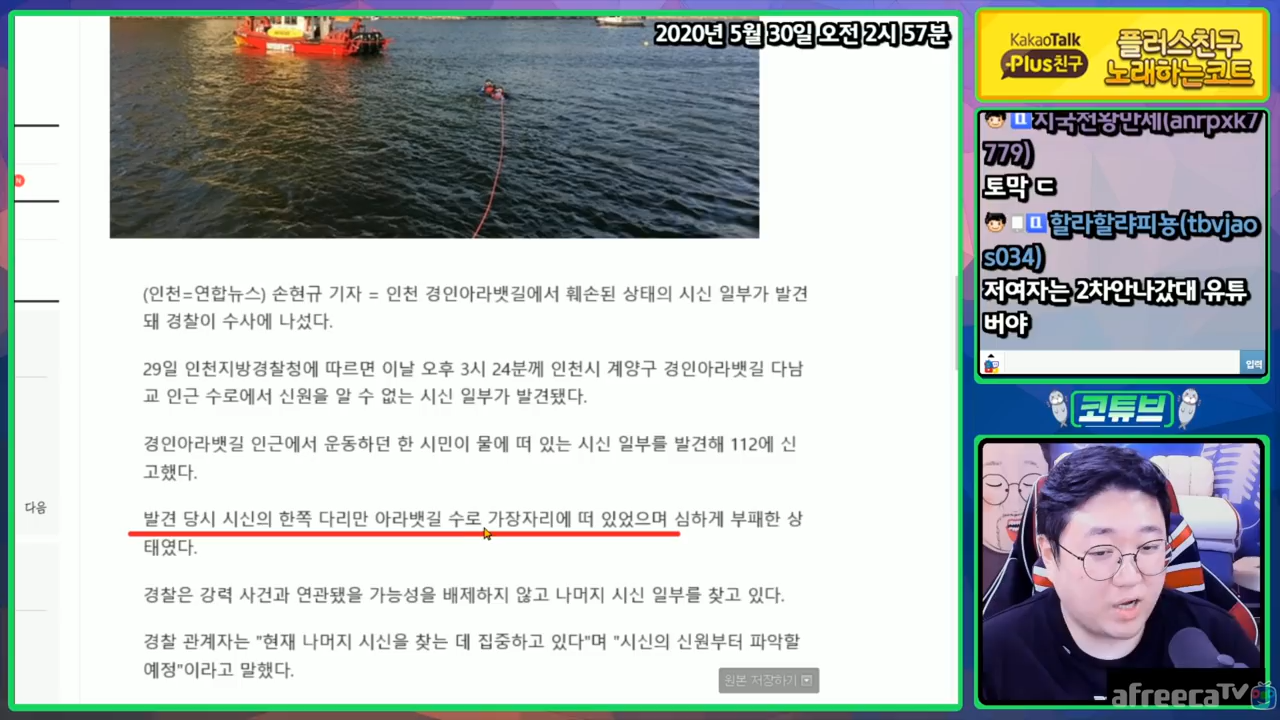 2020년 5월 30일 오전 2시 57분
(인천=연합뉴스) 손현규 기자 = 인천 경인아라뱃길에서 훼손된 상태의 시신 일부가 발견
돼 경찰이 수사에 나섰다.
29일 인천지방경찰청에 따르면 이날 오후 3시 24분께 인천시 계양구 경인아라뱃길 다남
교 인근 수로에서 신원을 알 수 없는 시신 일부가 발견됐다.
경인아라뱃길 인근에서 운동하던 한 시민이 물에 떠 있는 시신 일부를 발견해 112에 신
고했다.
발견 당시 시신의 한쪽 다리만 아라뱃길 수로 가장자리에 떠 있었으며 심하게 부패한 상
태였다.
경찰은 강력 사건과 연관됐을 가능성을 배제하지 않고 나머지 시신 일부를 찾고 있다.
경찰 관계자는 "현재 나머지 시신을 찾는 데 집중하고 있다"며 "시신의 신원부터 파악할
예정"이라고 말했다.
원본 저장하기
다음
N
KakaoTalk
Plus친구
플러스친구
노래하는코트
지국천왕만세(anrpxk7
779)
토막 ㄷ
할라할랴피뇽(tbvjao
s034)
저여자는 2차안나갔대 유튜
버야
입력
코튜브
afreecaTV